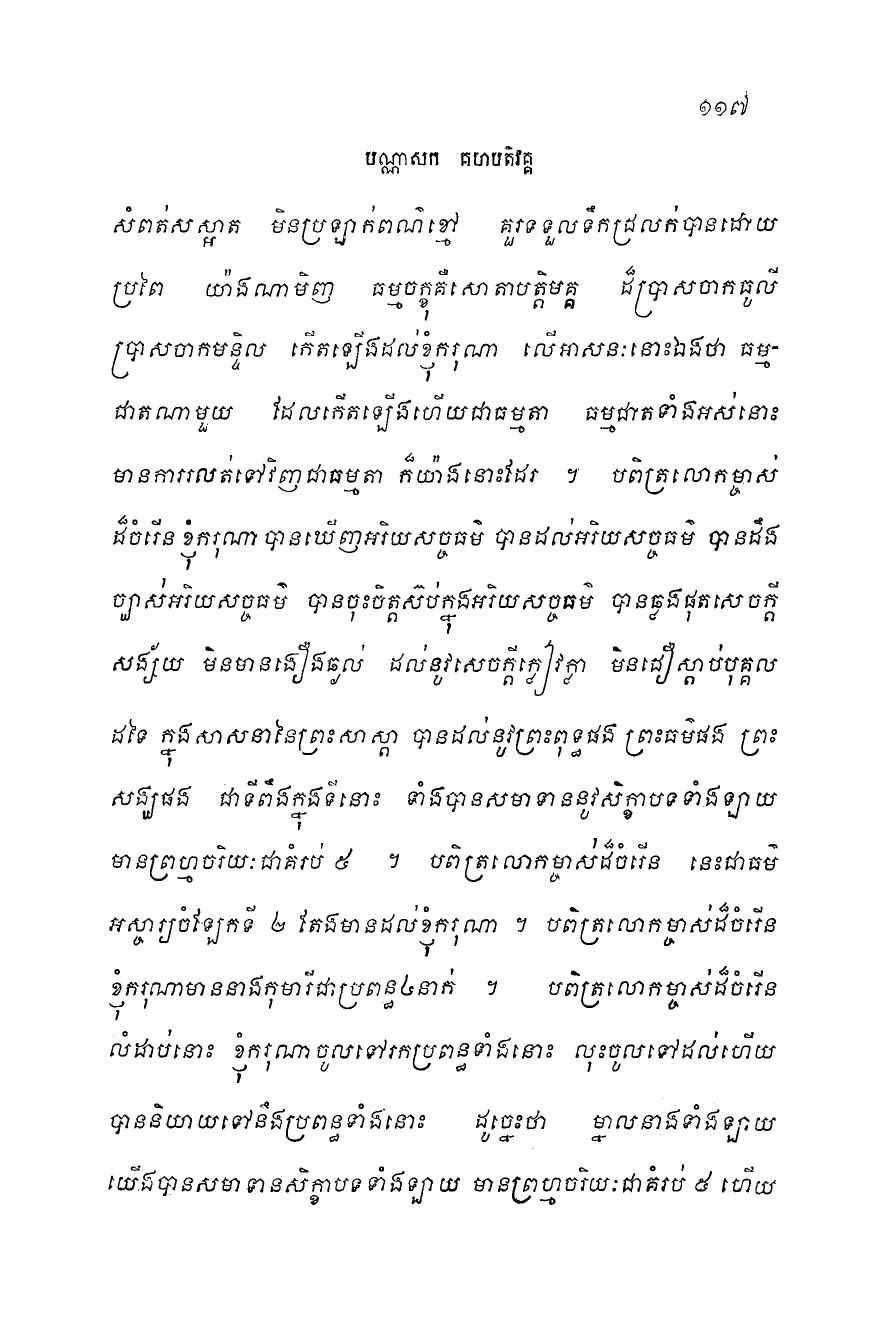 ១១៧
បណ្ណាសក គហបតិវគ្គ
សំពត់សស្អាត មិនប្រឡាក់ពណ៌ខ្មៅ គួរទទួលទឹកជ្រលក់បានដោយ
ប្រពៃ យ៉ាងណាមិញ ធម្មចក្ខុគឺសោតាបត្តិមគ្គ ដ៏ប្រាសចាកធូលី
ប្រាសចាកមន្ទិល កើតឡើងដល់ខ្ញុំករុណា លើអាសនៈនោះឯងថា ធម្ម-
ជាតណាមួយ ដែលកើតឡើងហើយជាធម្មតា ធម្មជាតទាំងអស់នោះ
មានការរលត់ទៅវិញជាធម្មតា ក៏យ៉ាងនោះដែរ ។ បពិត្រលោកម្ចាស់
ដ៏ចំរើន ខ្ញុំករុណា បានឃើញអរិយសច្ចធម៌ បានដល់អរិយសច្ចធម៌ បានដឹង
ច្បាស់អរិយសច្ចធម៌ បានចុះចិត្តស៊ប់ក្នុងអរិយសច្ចធម៌ បានឆ្លងផុតសេចក្តី
សង្ស័យ មិនមានងឿងឆ្ងល់ ដល់នូវសេចក្តីក្លៀវក្លា មិនជឿស្តាប់បុគ្គល
ដទៃ ក្នុងសាសនានៃព្រះសាស្តា បានដល់នូវព្រះពុទ្ធផង ព្រះធម៌ផង ព្រះ
សង្ឃផង ជាទីពឹងក្នុងទីនោះ ទាំងបានសមាទាននូវសិក្ខាបទទាំងឡាយ
មានព្រហ្មចរិយៈជាគំរប់ ៥ ។ បពិត្រលោកម្ចាស់ដ៏ចំរើន នេះជាធម៌
អស្ចារ្យចំឡែកទី ២ តែងមានដល់ខ្ញុំករុណា ។ បពិត្រលោកម្ចាស់ដ៏ចំរើន
ខ្ញុំករុណាមាននាងកុមារីជាប្រពន្ធ៤នាក់ ។ បពិត្រលោកម្ចាស់ដ៏ចំរើន
លំដាប់នោះ ខ្ញុំករុណាចូលទៅរកប្រពន្ធទាំងនោះ លុះចូលទៅដល់ហើយ
បាននិយាយទៅនឹងប្រពន្ធទាំងនោះ ដូច្នេះថា ម្នាលនាងទាំងឡាយ
យើងបានសមាទានសិក្ខាបទទាំងឡាយ មានព្រហ្មចរិយៈជាគំរប់ ៥ ហើយ